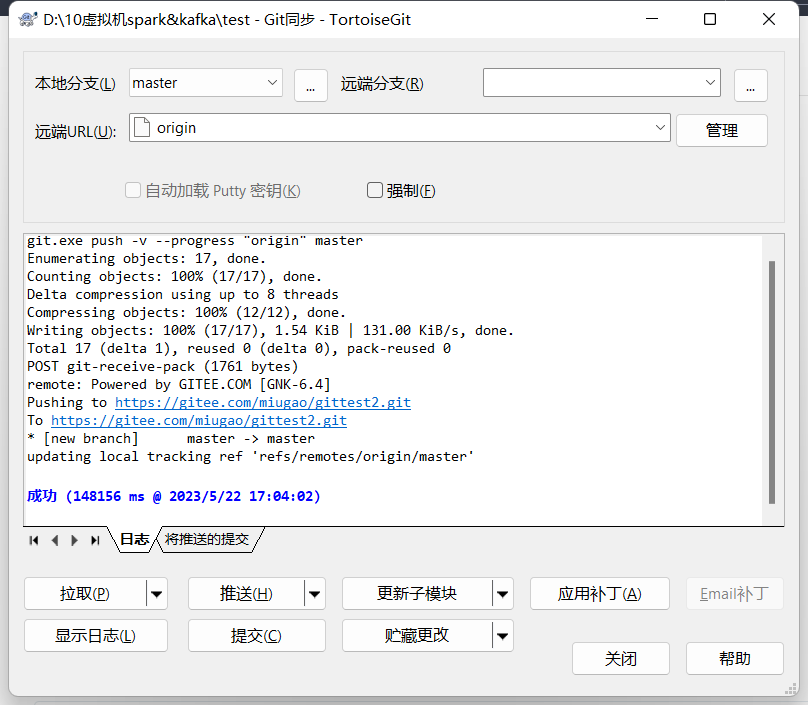 D:\10虚拟机spark&kafka\test - Git同步 - TortoiseGit
本地分支(L) master ... 远端分支(R) ...
远端URL(U): origin 管理
自动加载 Putty 密钥(K) 强制(F)
git.exe push -v --progress "origin" master
Enumerating objects: 17, done.
Counting objects: 100% (17/17), done.
Delta compression using up to 8 threads
Compressing objects: 100% (12/12), done.
Writing objects: 100% (17/17), 1.54 KiB | 131.00 KiB/s, done.
Total 17 (delta 1), reused 0 (delta 0), pack-reused 0
POST git-receive-pack (1761 bytes)
remote: Powered by GITEE.COM [GNK-6.4]
Pushing to https://gitee.com/miugao/gittest2.git
To https://gitee.com/miugao/gittest2.git
* [new branch]      master -> master
updating local tracking ref 'refs/remotes/origin/master'
成功 (148156 ms @ 2023/5/22 17:04:02)
日志 将推送的提交
拉取(P) 推送(H) 更新子模块 应用补丁(A) Email补丁
显示日志(L) 提交(C) 贮藏更改
关闭 帮助